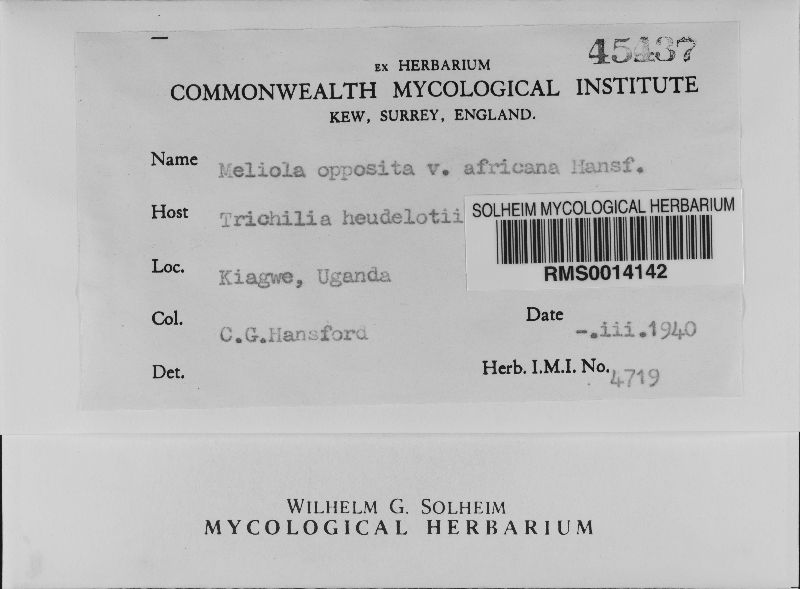 45437
EX HERBARIUM
COMMONWEALTH MYCOLOGICAL INSTITUTE
KEW, SURREY, ENGLAND.
Name Meliola opposita v. africana Hansf.
Host Trichilia heudelotii
SOLHEIM MYCOLOGICAL HERBARIUM
RMS0014142
Loc. Kiagwe, Uganda
Col. C.G.Hansford Date -.iii.1940
Det. Herb. I.M.I. No. 4719
WILHELM G. SOLHEIM
MYCOLOGICAL HERBARIUM